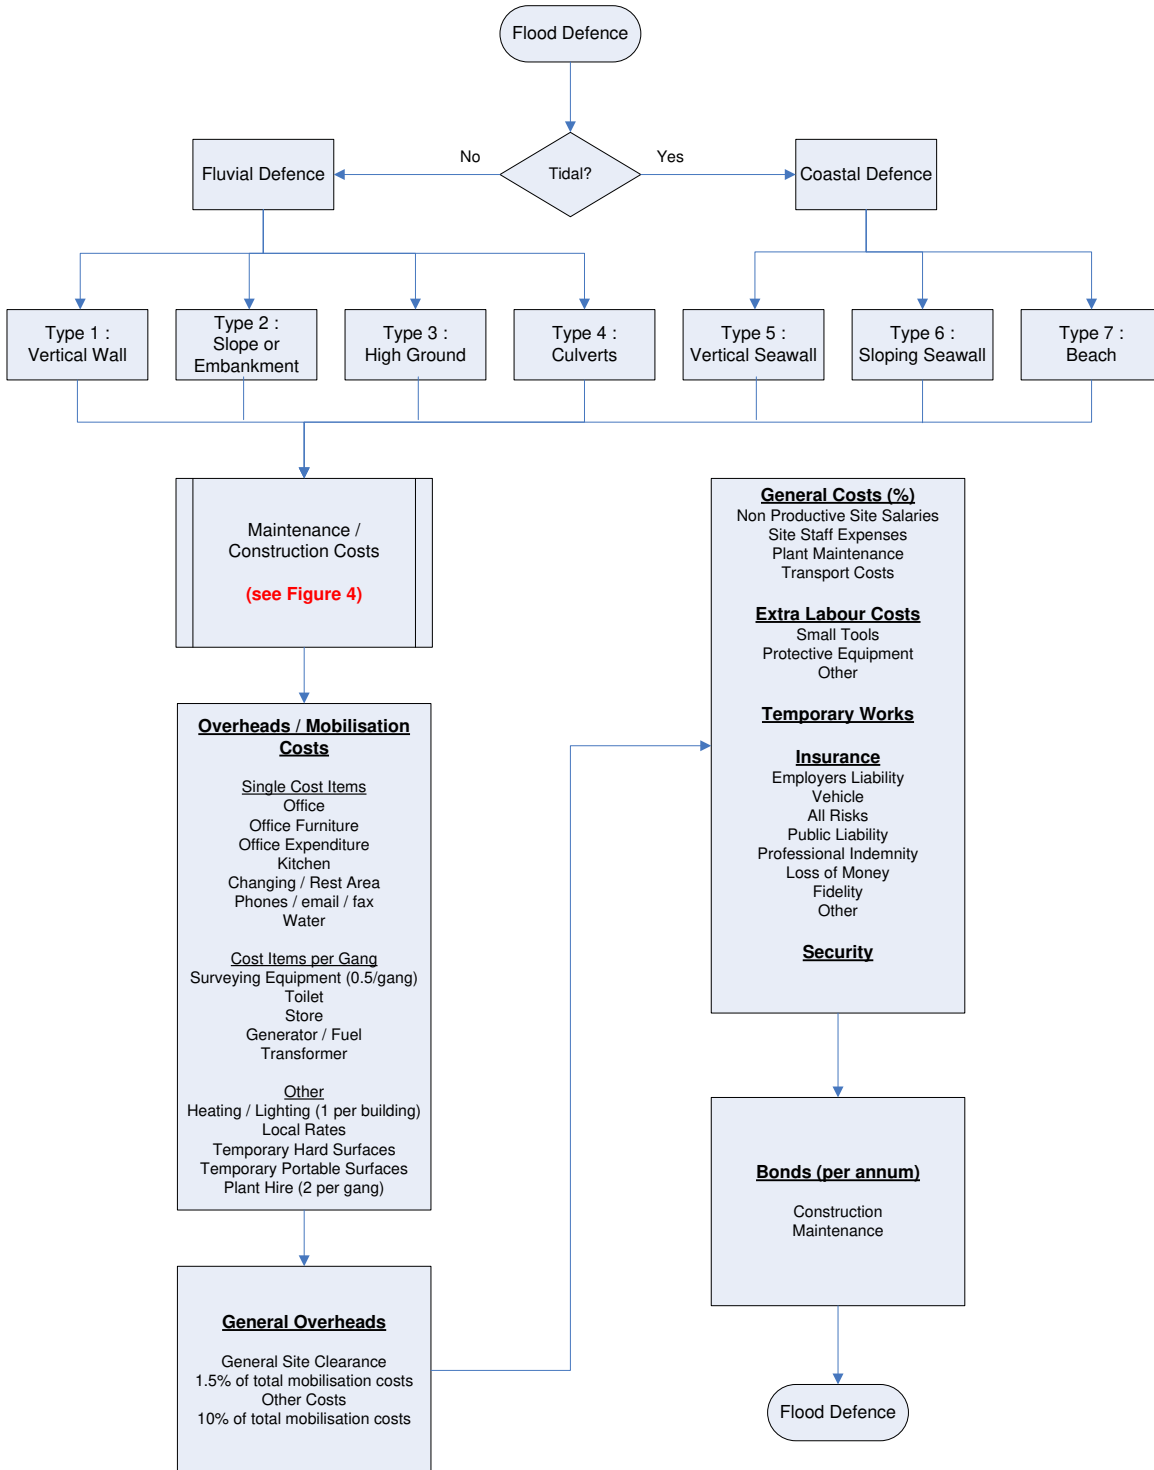 Flood Defence
No
Yes
Fluvial Defence
Tidal?
Coastal Defence
Type 1 :
Vertical Wall
Type 2 :
Slope or
Embankment
Type 3 :
High Ground
Type 4 :
Culverts
Type 5 :
Vertical Seawall
Type 6 :
Sloping Seawall
Type 7 :
Beach
Maintenance /
Construction Costs
(see Figure 4)
Overheads / Mobilisation
Costs
Single Cost Items
Office
Office Furniture
Office Expenditure
Kitchen
Changing / Rest Area
Phones / email / fax
Water
Cost Items per Gang
Surveying Equipment (0.5/gang)
Toilet
Store
Generator / Fuel
Transformer
Other
Heating / Lighting (1 per building)
Local Rates
Temporary Hard Surfaces
Temporary Portable Surfaces
Plant Hire (2 per gang)
General Overheads
General Site Clearance
1.5% of total mobilisation costs
Other Costs
10% of total mobilisation costs
General Costs (%)
Non Productive Site Salaries
Site Staff Expenses
Plant Maintenance
Transport Costs
Extra Labour Costs
Small Tools
Protective Equipment
Other
Temporary Works
Insurance
Employers Liability
Vehicle
All Risks
Public Liability
Professional Indemnity
Loss of Money
Fidelity
Other
Security
Bonds (per annum)
Construction
Maintenance
Flood Defence